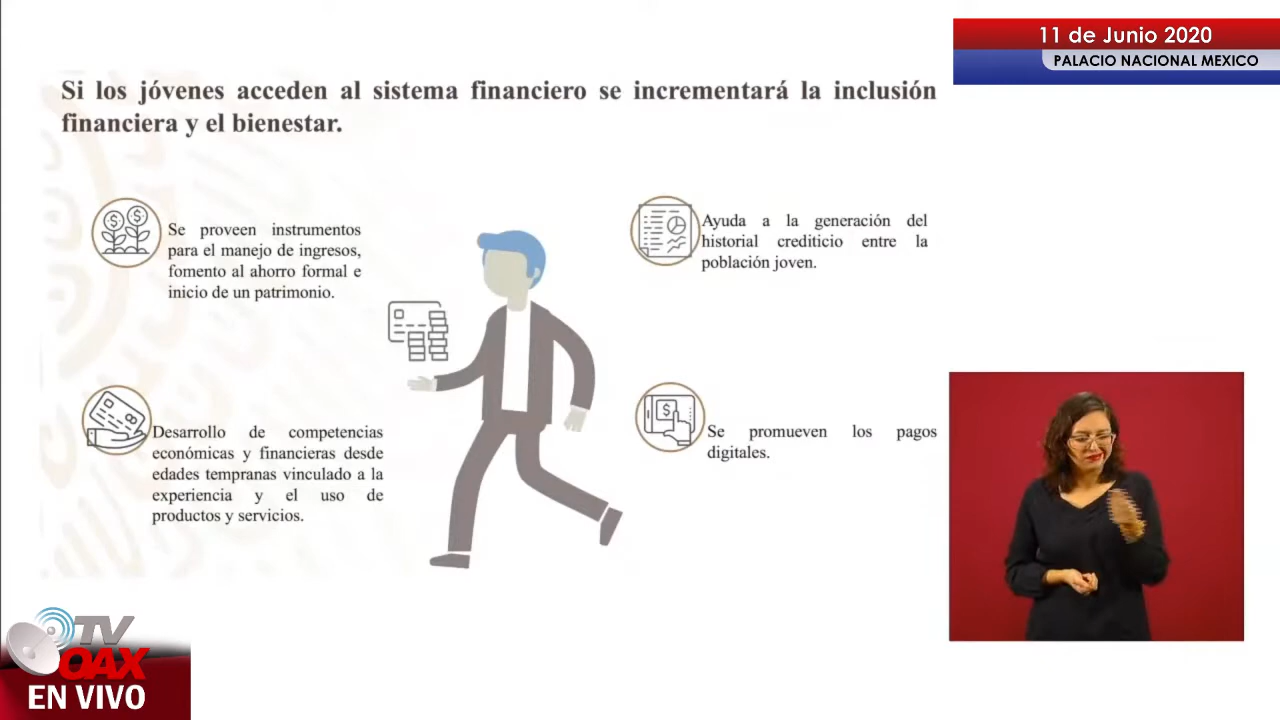 11 de Junio 2020
PALACIO NACIONAL MEXICO
Si los jóvenes acceden al sistema financiero se incrementará la inclusión
financiera y el bienestar.
Se proveen instrumentos
para el manejo de ingresos,
fomento al ahorro formal e
inicio de un patrimonio.
Ayuda a la generación del
historial crediticio entre la
población joven.
Desarrollo de competencias
económicas y financieras desde
edades tempranas vinculado a la
experiencia y el uso de
productos y servicios.
Se promueven los pagos
digitales.
TV
OAX
EN VIVO